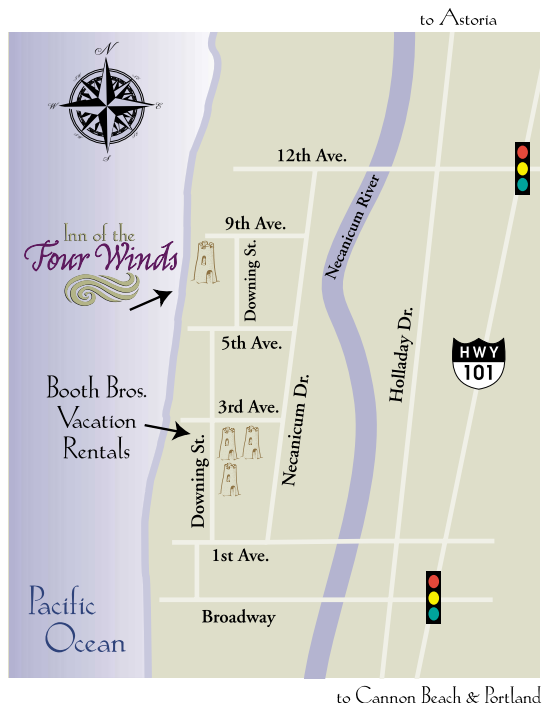 to Astoria
N
W
E
S
12th Ave.
Necanicum River
9th Ave.
Inn of the
Four Winds
Downing St.
5th Ave.
Holladay Dr.
HWY
101
Necanicum Dr.
Booth Bros.
Vacation
Rentals
3rd Ave.
Downing St.
1st Ave.
Pacific
Ocean
Broadway
to Cannon Beach & Portland